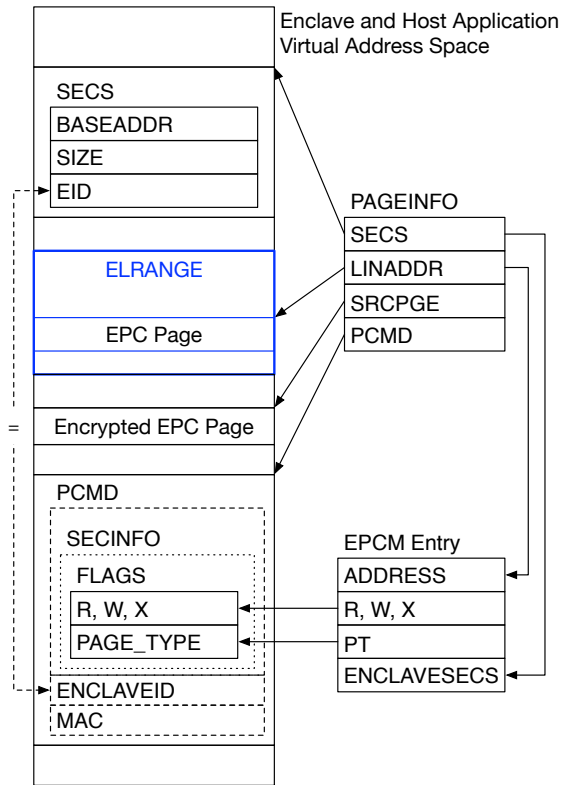 Enclave and Host Application
Virtual Address Space
SECS
BASEADDR
SIZE
EID
ELRANGE
EPC Page
Encrypted EPC Page
=
PCMD
SECINFO
FLAGS
R, W, X
PAGE_TYPE
ENCLAVEID
MAC
PAGEINFO
SECS
LINADDR
SRCPGE
PCMD
EPCM Entry
ADDRESS
R, W, X
PT
ENCLAVESECS